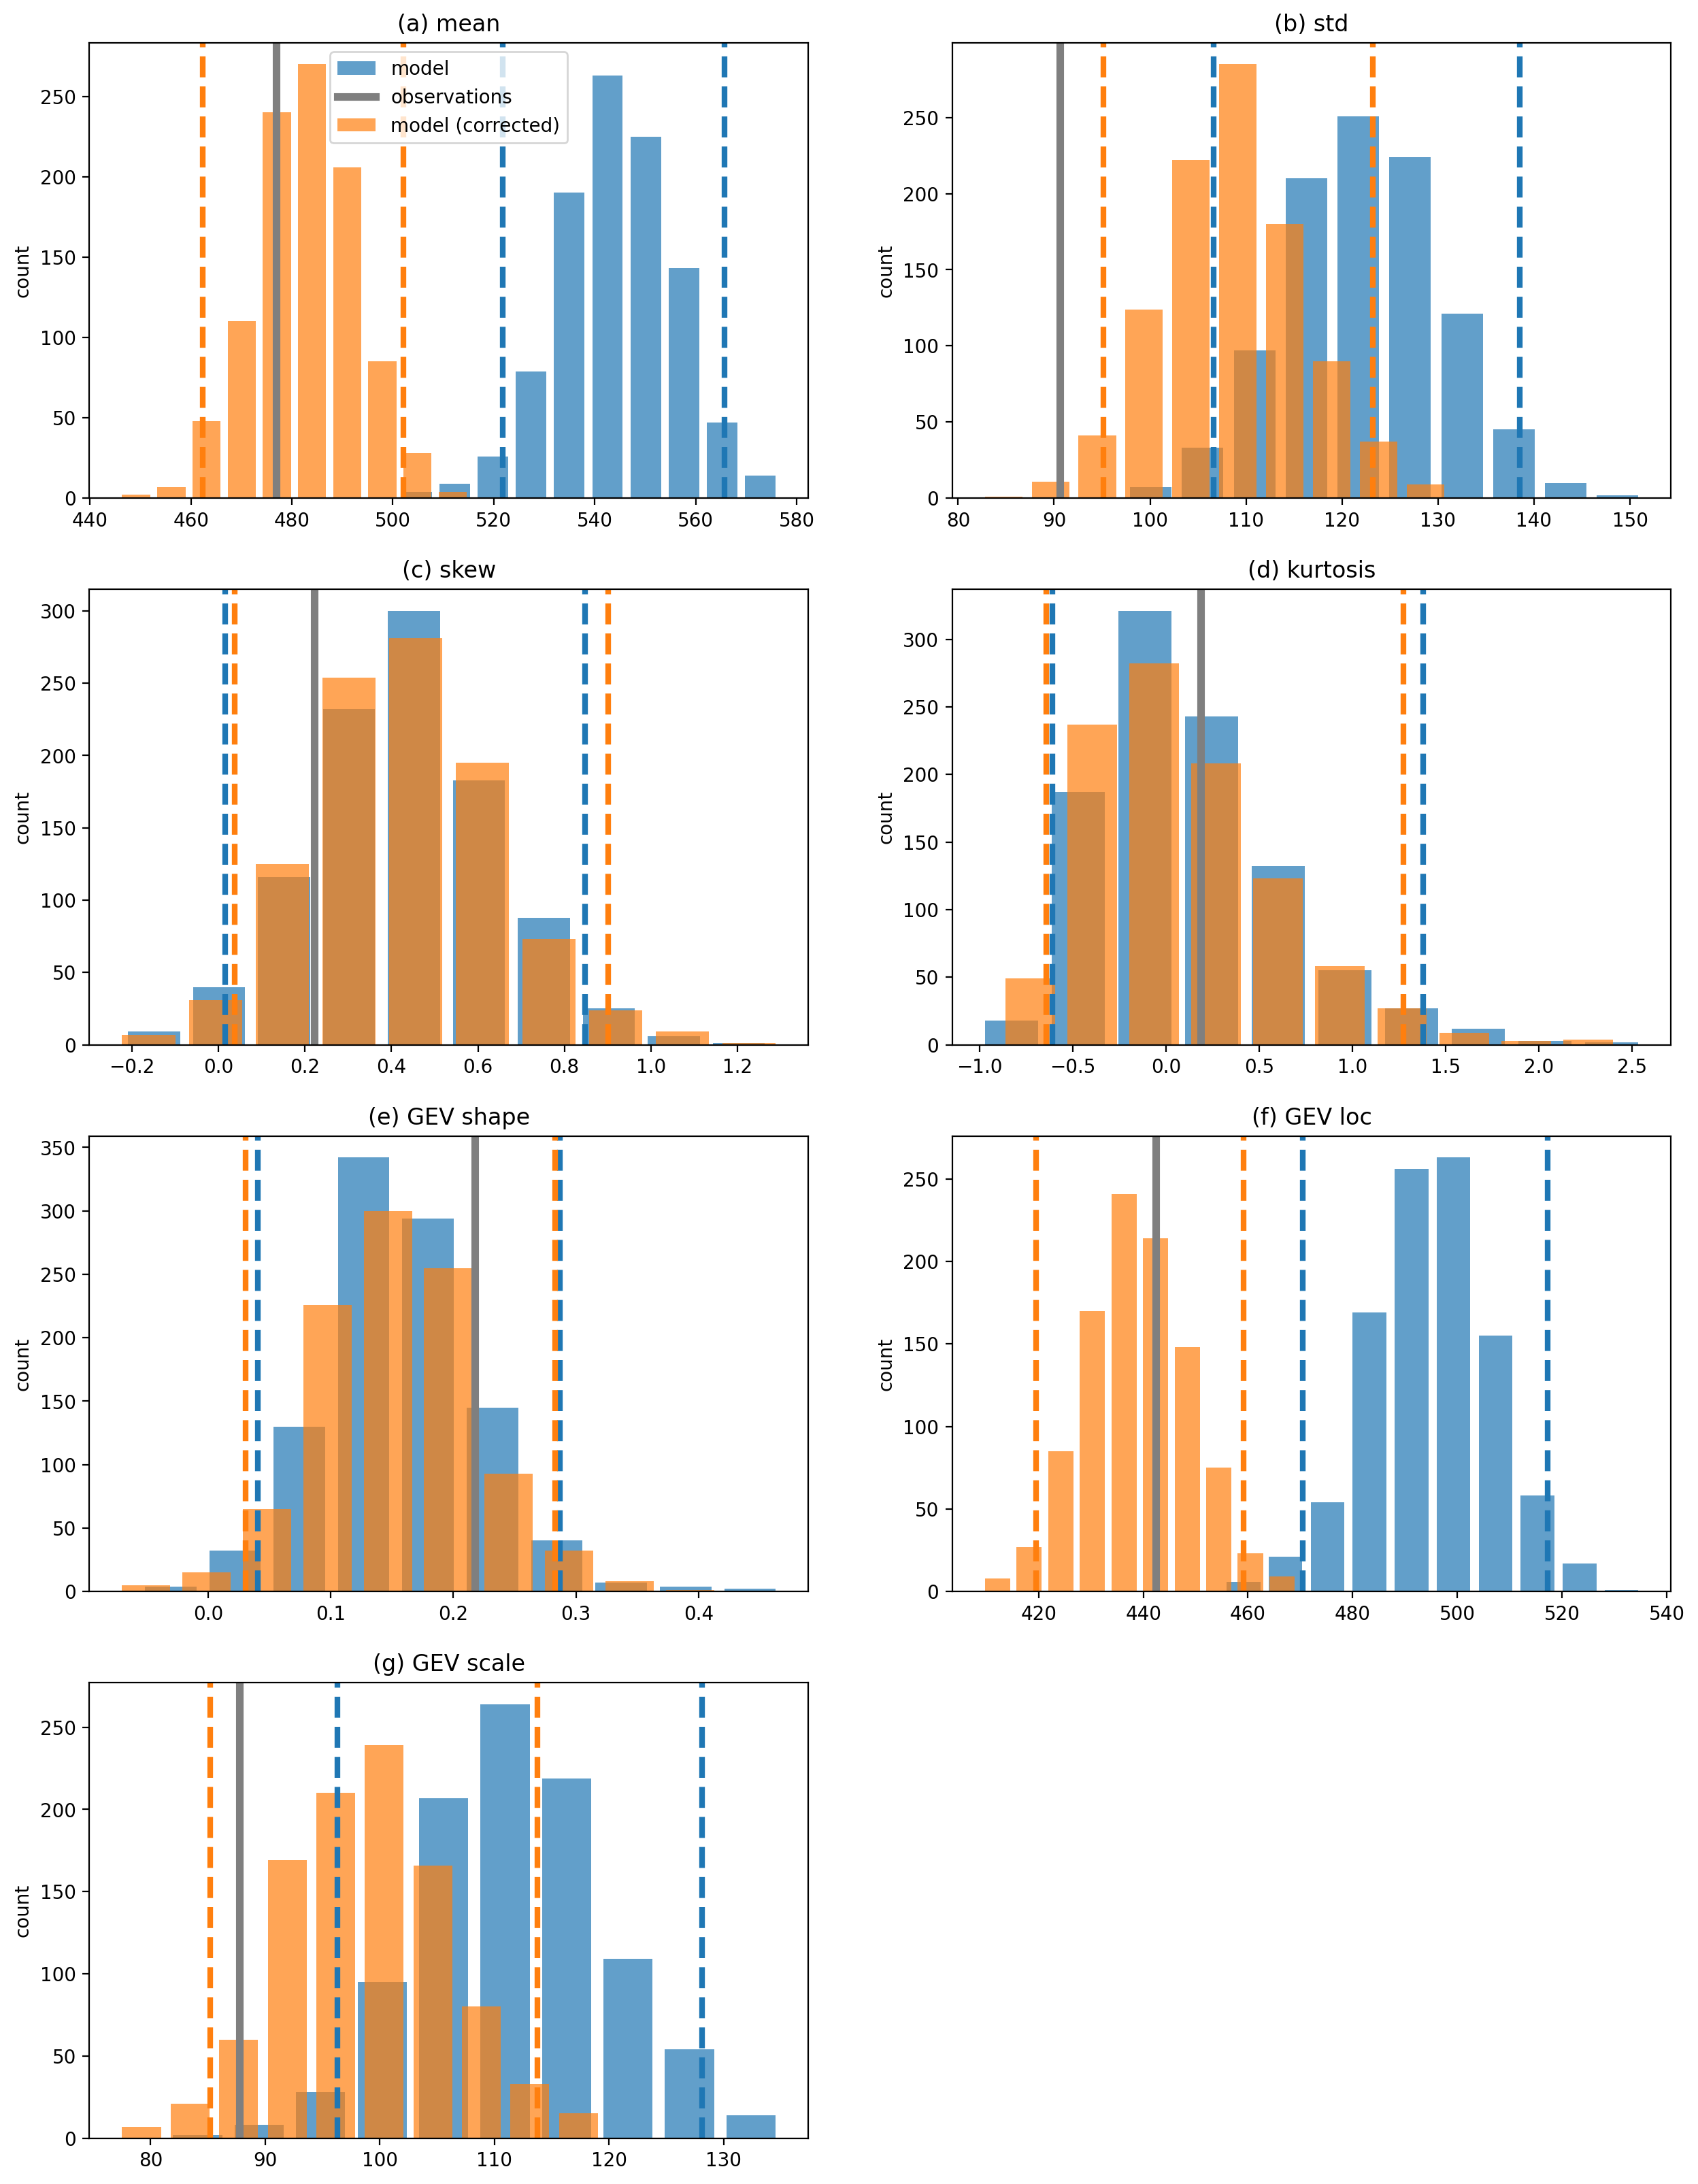 (a) mean
count
250
200
150
100
50
0
440 460 480 500 520 540 560 580
model
observations
model (corrected)
(b) std
count
250
200
150
100
50
0
80 90 100 110 120 130 140 150
(c) skew
count
300
250
200
150
100
50
0
−0.2 0.0 0.2 0.4 0.6 0.8 1.0 1.2
(d) kurtosis
count
300
250
200
150
100
50
0
−1.0 −0.5 0.0 0.5 1.0 1.5 2.0 2.5
(e) GEV shape
count
350
300
250
200
150
100
50
0
0.0 0.1 0.2 0.3 0.4
(f) GEV loc
count
250
200
150
100
50
0
420 440 460 480 500 520 540
(g) GEV scale
count
250
200
150
100
50
0
80 90 100 110 120 130